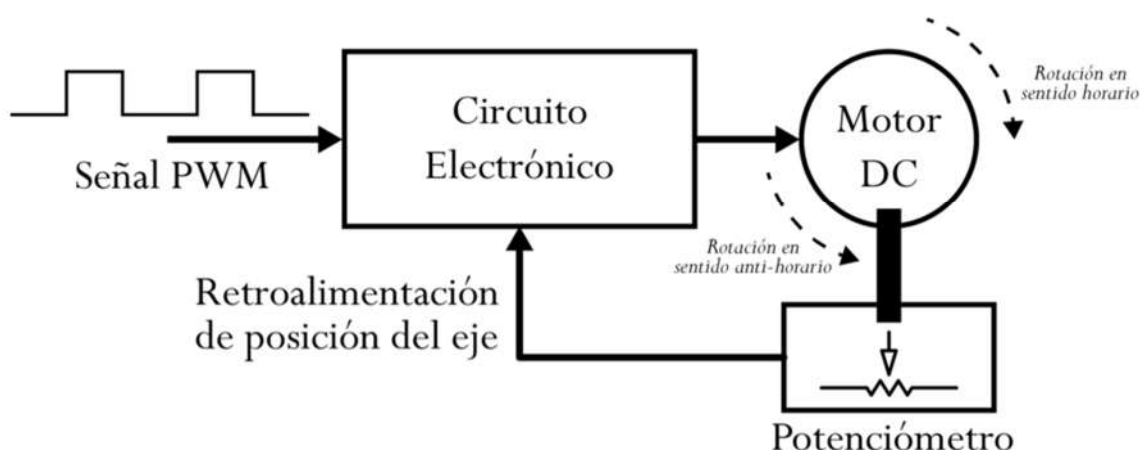 Señal PWM
Circuito
Electrónico
Motor
DC
Rotación en
sentido horario
Rotación en
sentido anti-horario
Retroalimentación
de posición del eje
Potenciómetro